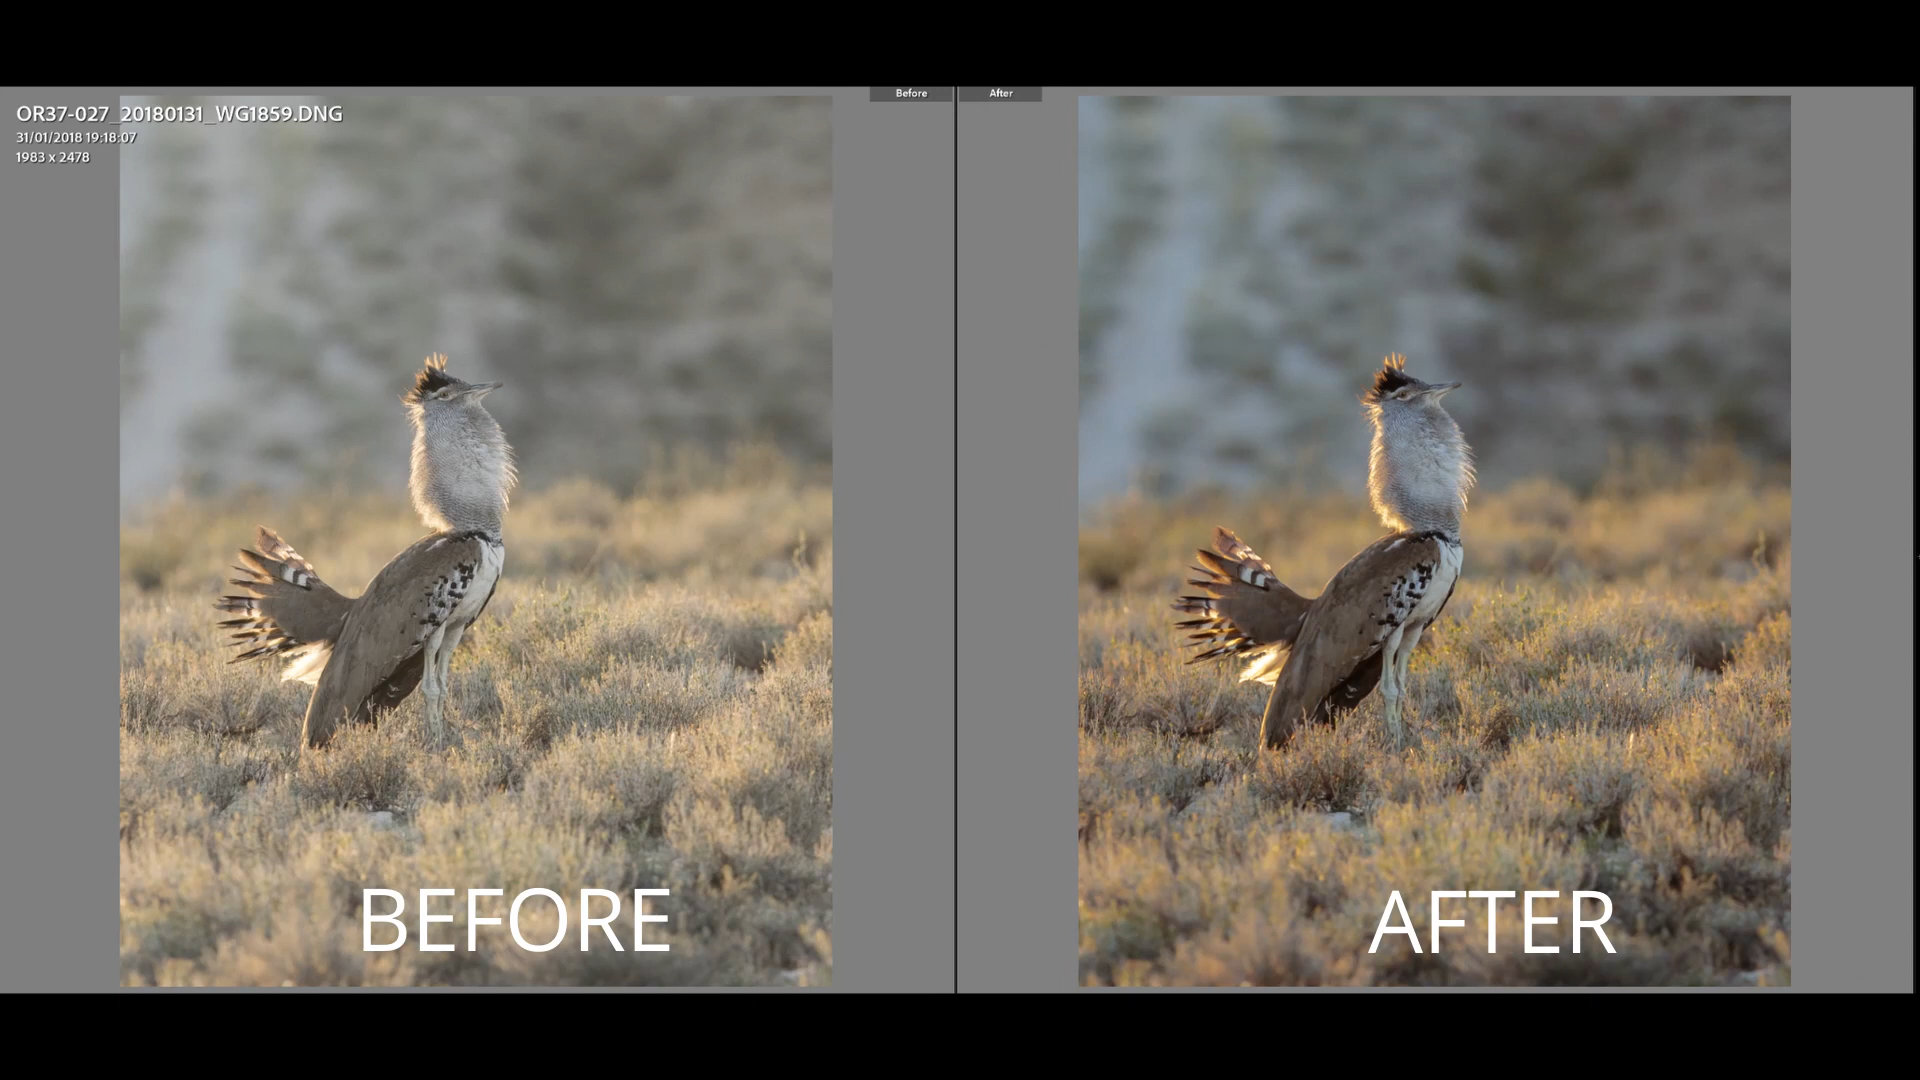 Before
After
OR37-027_20180131_WG1859.DNG
31/01/2018 19:18:07
1983 x 2478
BEFORE
AFTER